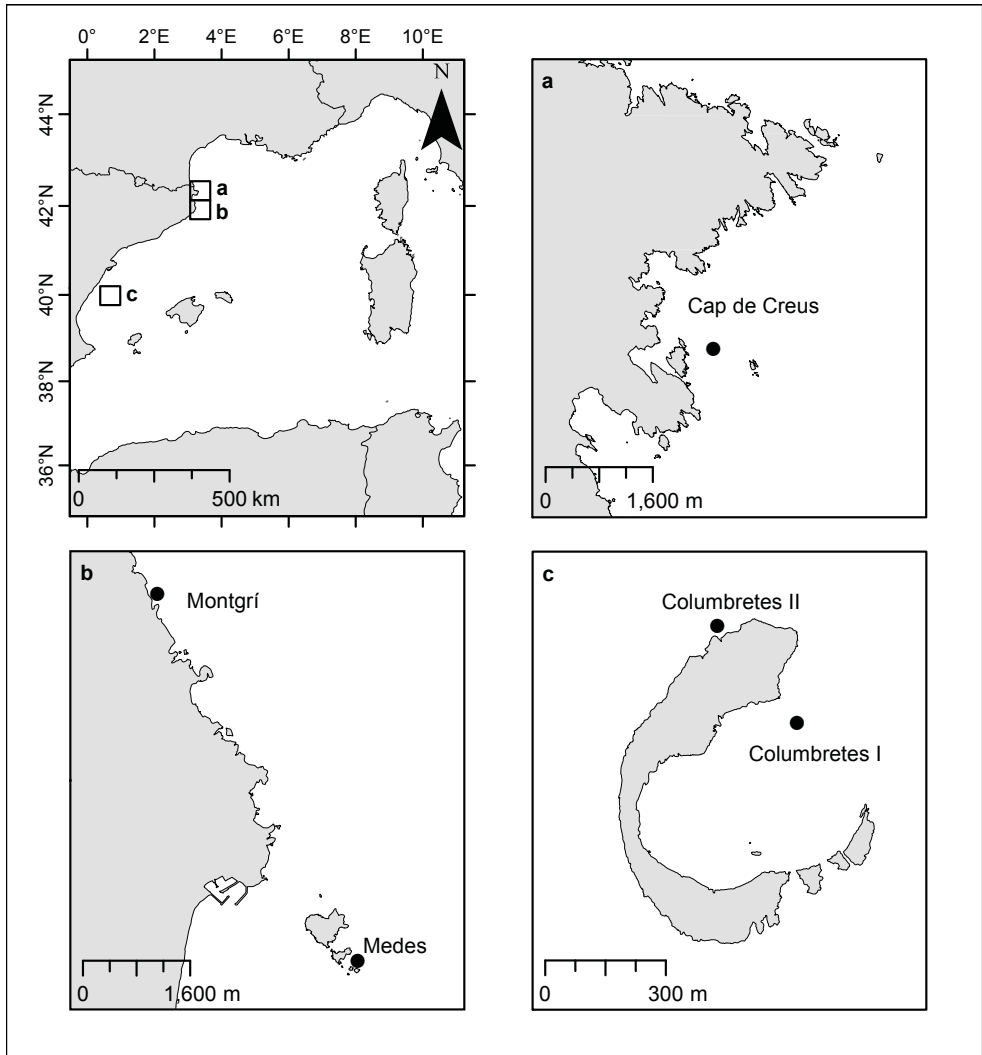 0° 2°E 4°E 6°E 8°E 10°E
N
44°N
42°N
40°N
38°N
36°N
a
b
c
0 500 km
a
Cap de Creus
0 1,600 m
b
Montgrí
Medes
0 1,600 m
c
Columbretes II
Columbretes I
0 300 m